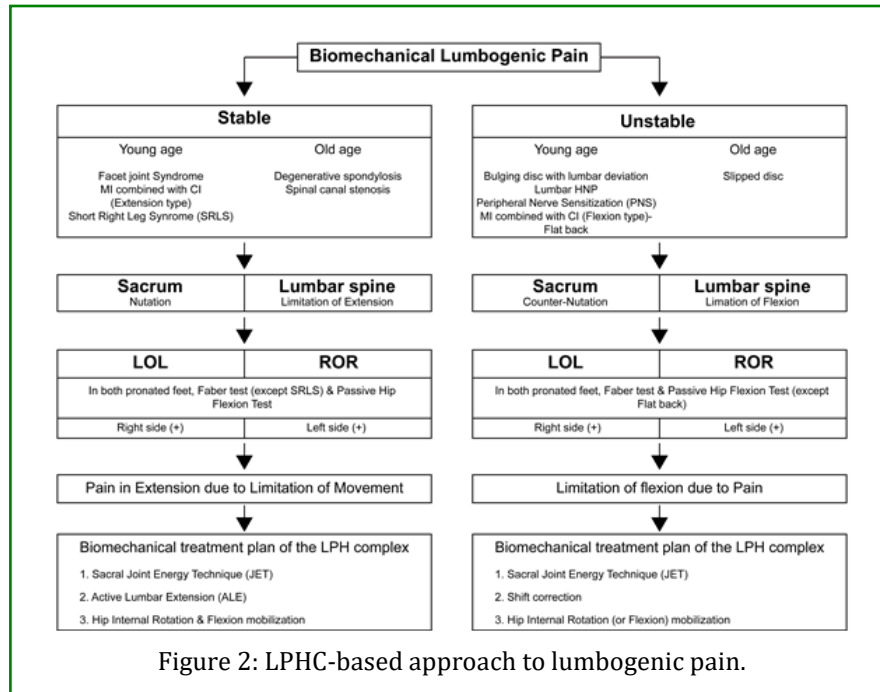 Biomechanical Lumbogenic Pain
Stable
Young age
Old age
Facet joint Syndrome
MI combined with CI
(Extension type)
Short Right Leg Synrome (SRLS)
Degenerative spondylosis
Spinal canal stenosis
Unstable
Young age
Old age
Bulging disc with lumbar deviation
Lumbar HNP
Peripheral Nerve Sensitization (PNS)
MI combined with CI (Flexion type)-
Flat back
Slipped disc
Sacrum
Nutation
Lumbar spine
Limitation of Extension
Sacrum
Counter-Nutation
Lumbar spine
Limation of Flexion
LOL
ROR
In both pronated feet, Faber test (except SRLS) & Passive Hip
Flexion Test
Right side (+)
Left side (+)
LOL
ROR
In both pronated feet, Faber test & Passive Hip Flexion Test (except
Flat back)
Right side (+)
Left side (+)
Pain in Extension due to Limitation of Movement
Limitation of flexion due to Pain
Biomechanical treatment plan of the LPH complex
1. Sacral Joint Energy Technique (JET)
2. Active Lumbar Extension (ALE)
3. Hip Internal Rotation & Flexion mobilization
Biomechanical treatment plan of the LPH complex
1. Sacral Joint Energy Technique (JET)
2. Shift correction
3. Hip Internal Rotation (or Flexion) mobilization
Figure 2: LPHC-based approach to lumbogenic pain.